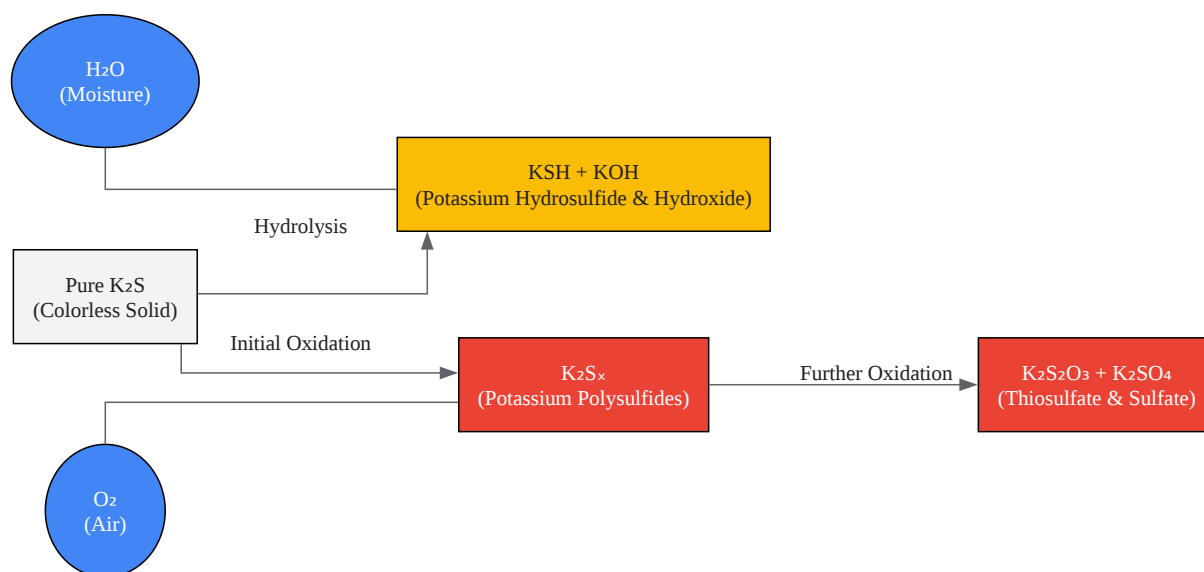 H₂O
(Moisture)
KSH + KOH
(Potassium Hydrosulfide & Hydroxide)
Hydrolysis
Pure K₂S
(Colorless Solid)
Initial Oxidation
K₂Sₓ
(Potassium Polysulfides)
Further Oxidation
K₂S₂O₃ + K₂SO₄
(Thiosulfate & Sulfate)
O₂
(Air)